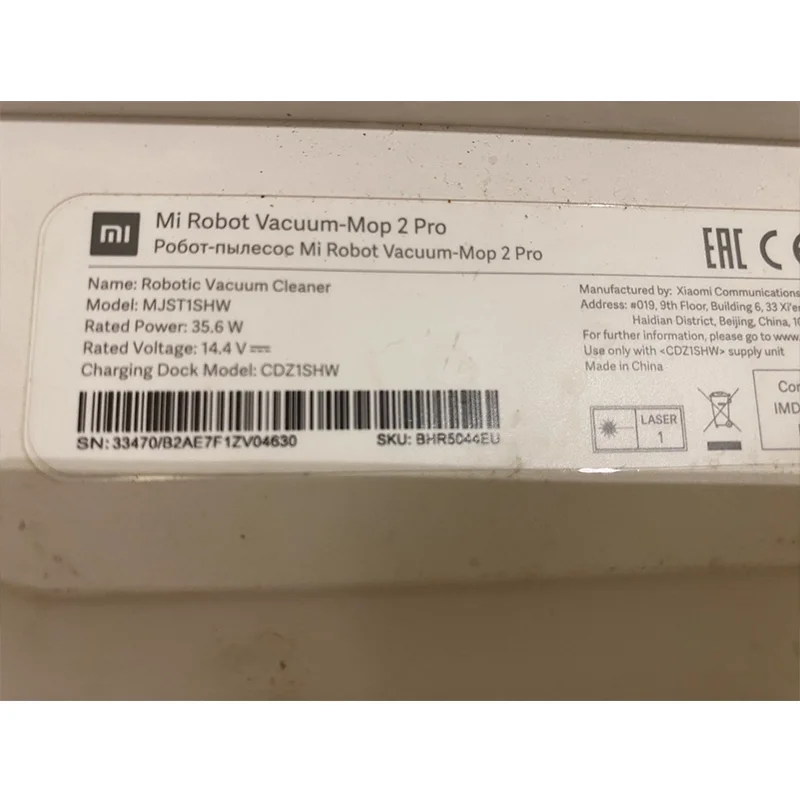 mi
Mi Robot Vacuum-Mop 2 Pro
Робот-пылесос Mi Robot Vacuum-Mop 2 Pro
Name: Robotic Vacuum Cleaner
Model: MJST1SHW
Rated Power: 35.6 W
Rated Voltage: 14.4 V
Charging Dock Model: CDZ1SHW
SN: 33470/B2AE7F1ZV04630
SKU: BHR5044EU
EAC CE
Manufactured by: Xiaomi Communications
Address: #019, 9th Floor, Building 6, 33 Xi'e
Haidian District, Beijing, China, 10
For further information, please go to www.
Use only with <CDZ1SHW> supply unit
Made in China
LASER
1
Co
IMD